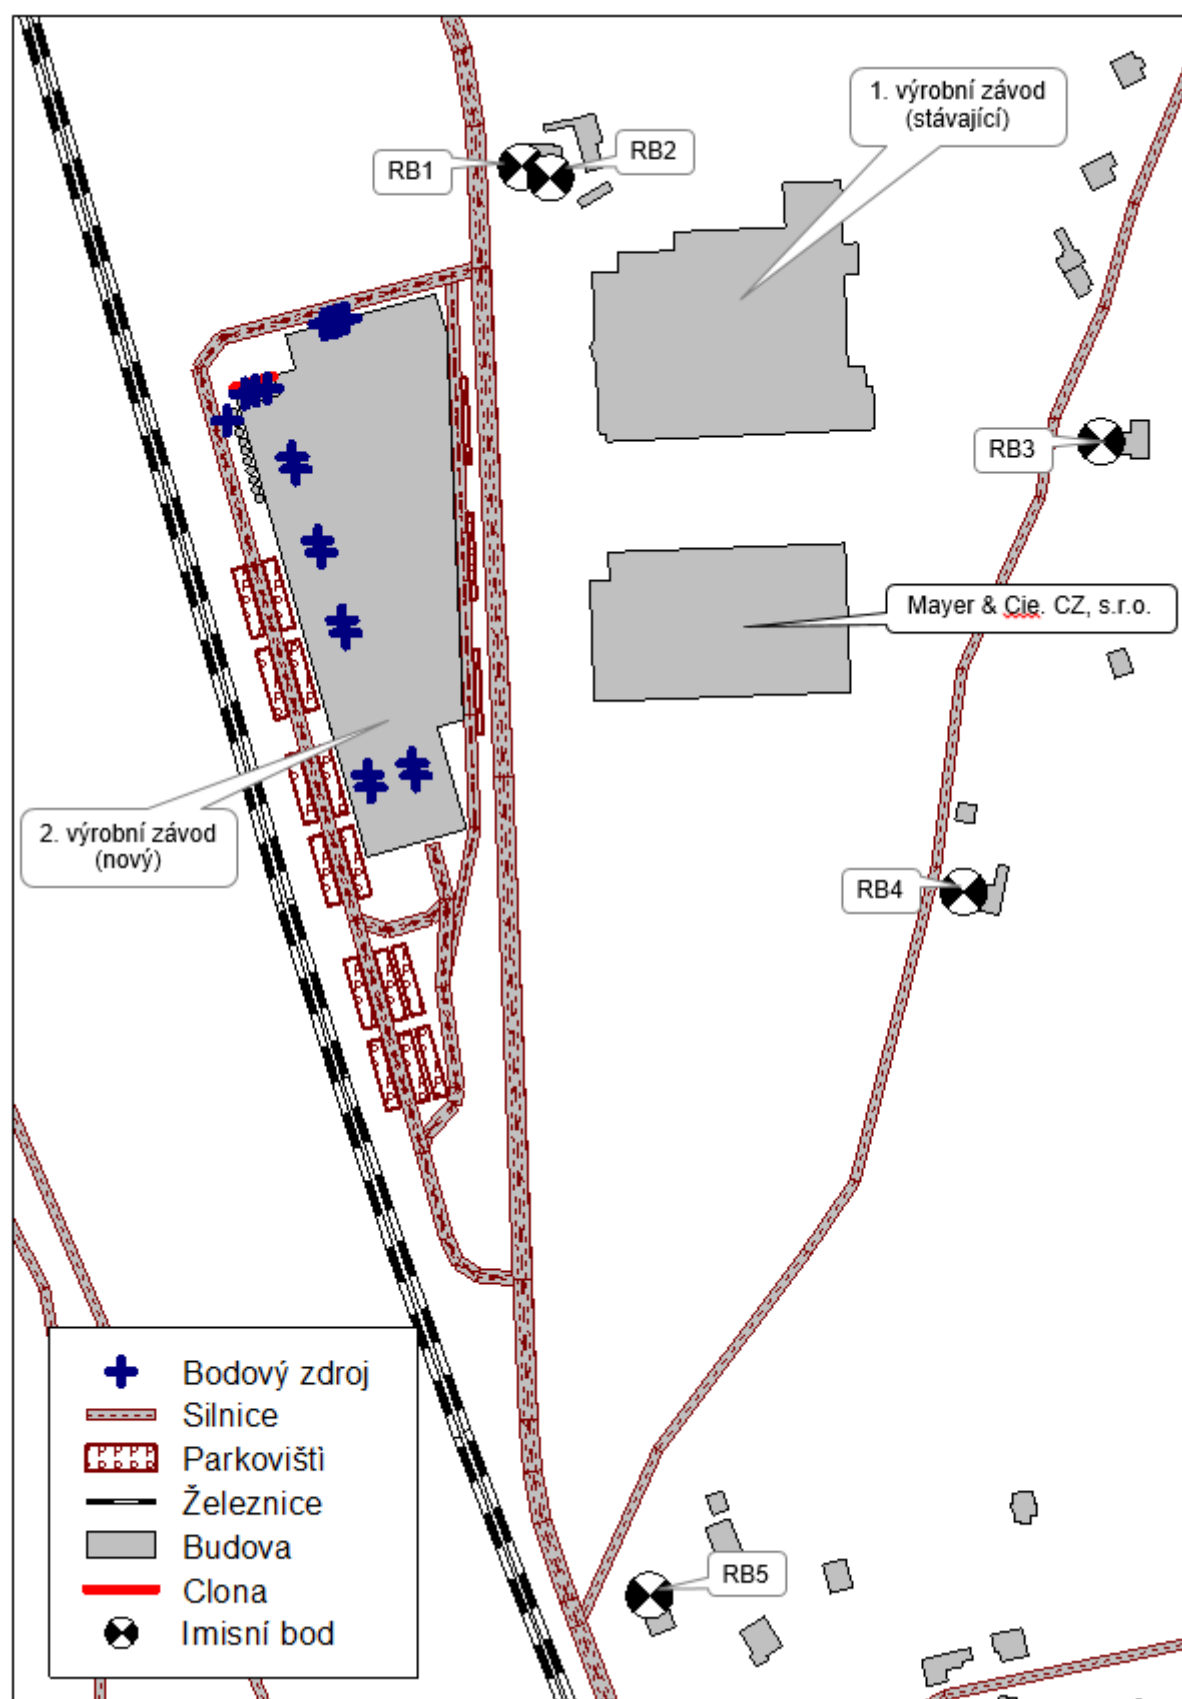 1. výrobní závod
(stávající)
RB1
RB2
RB3
Mayer & Cie. CZ, s.r.o.
2. výrobní závod
(nový)
RB4
RB5
Bodový zdroj
Silnice
Parkovištì
Železnice
Budova
Clona
Imisní bod